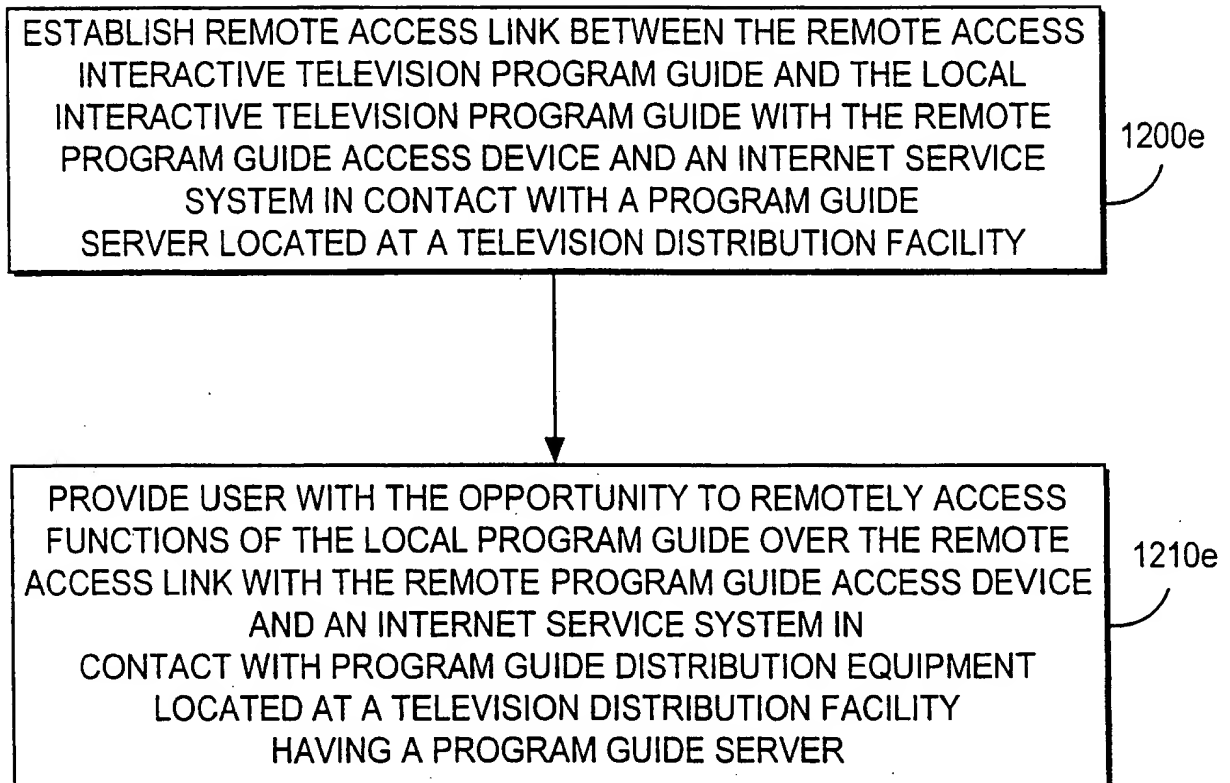 ESTABLISH REMOTE ACCESS LINK BETWEEN THE REMOTE ACCESS
INTERACTIVE TELEVISION PROGRAM GUIDE AND THE LOCAL
INTERACTIVE TELEVISION PROGRAM GUIDE WITH THE REMOTE
PROGRAM GUIDE ACCESS DEVICE AND AN INTERNET SERVICE
SYSTEM IN CONTACT WITH A PROGRAM GUIDE
SERVER LOCATED AT A TELEVISION DISTRIBUTION FACILITY
1200e
PROVIDE USER WITH THE OPPORTUNITY TO REMOTELY ACCESS
FUNCTIONS OF THE LOCAL PROGRAM GUIDE OVER THE REMOTE
ACCESS LINK WITH THE REMOTE PROGRAM GUIDE ACCESS DEVICE
AND AN INTERNET SERVICE SYSTEM IN
CONTACT WITH PROGRAM GUIDE DISTRIBUTION EQUIPMENT
LOCATED AT A TELEVISION DISTRIBUTION FACILITY
HAVING A PROGRAM GUIDE SERVER
1210e